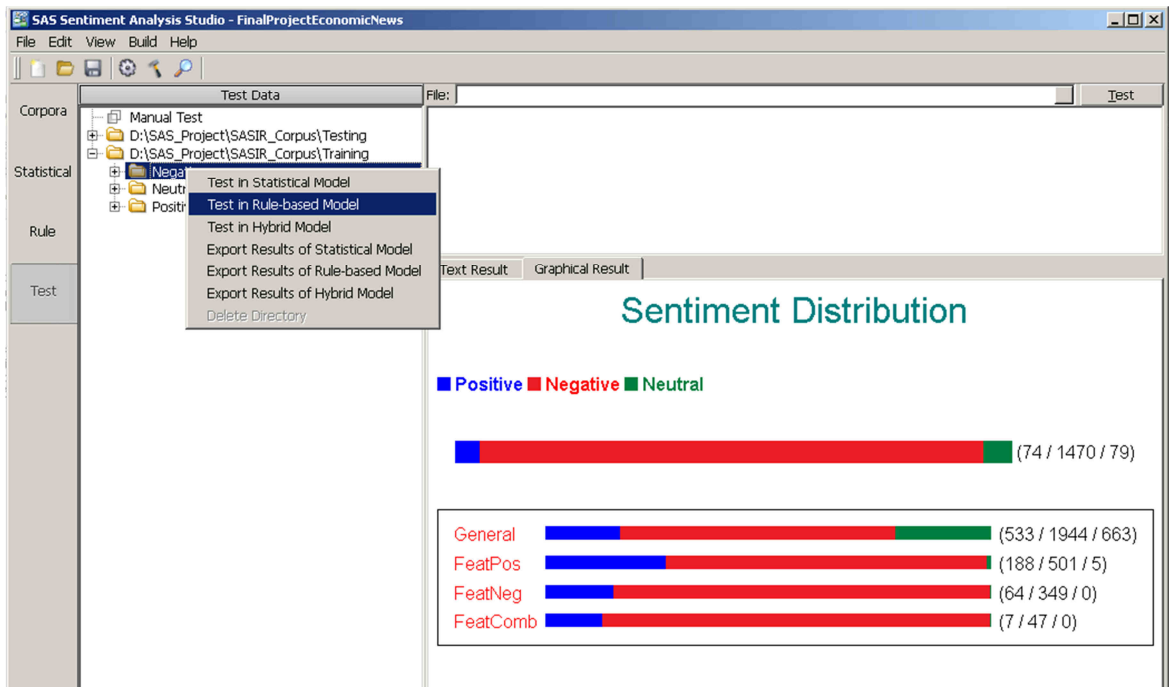 SAS Sentiment Analysis Studio - FinalProjectEconomicNews
File Edit View Build Help
Test Data
File:
Test
Corpora
Statistical
Rule
Test
Manual Test
D:\SAS_Project\SASIR_Corpus\Testing
D:\SAS_Project\SASIR_Corpus\Training
Test in Statistical Model
Test in Rule-based Model
Test in Hybrid Model
Export Results of Statistical Model
Export Results of Rule-based Model
Export Results of Hybrid Model
Delete Directory
Text Result Graphical Result
Sentiment Distribution
Positive Negative Neutral
(74 / 1470 / 79)
General (533 / 1944 / 663)
FeatPos (188 / 501 / 5)
FeatNeg (64 / 349 / 0)
FeatComb (7 / 47 / 0)